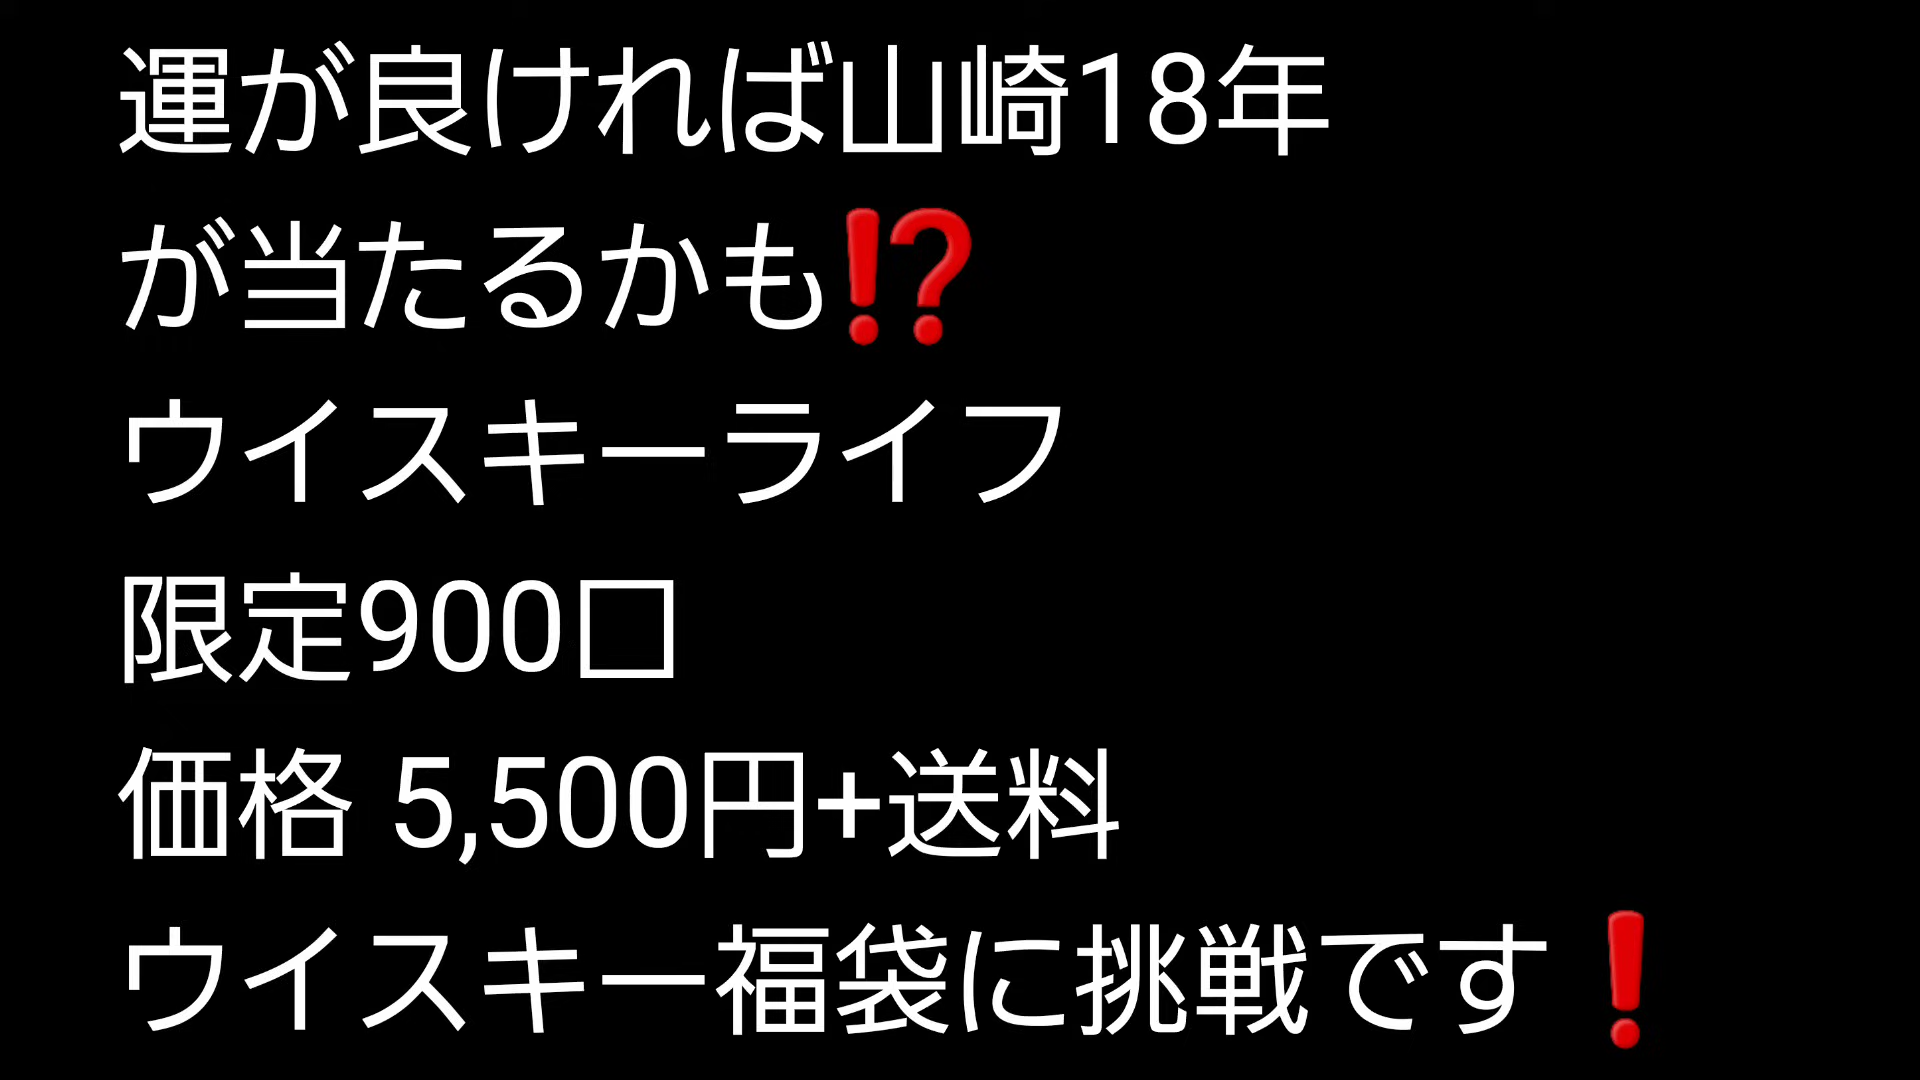 運が良ければ山崎18年
が当たるかも⁉️
ウイスキーライフ
限定900口
価格 5,500円+送料
ウイスキー福袋に挑戦です❗